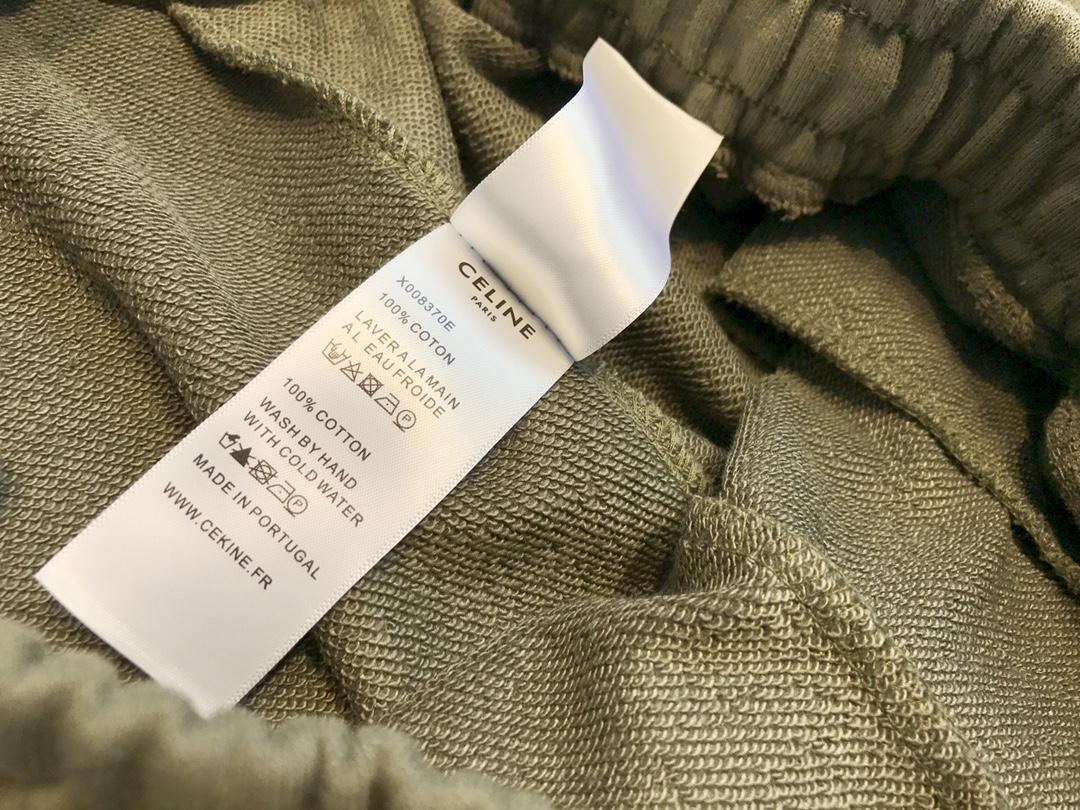 CELINE
PARIS
X008370E
100% COTON
LAVER A LA MAIN
A L EAU FROIDE
P
100% COTTON
WASH BY HAND
WITH COLD WATER
P
MADE IN PORTUGAL
WWW.CEKINE.FR